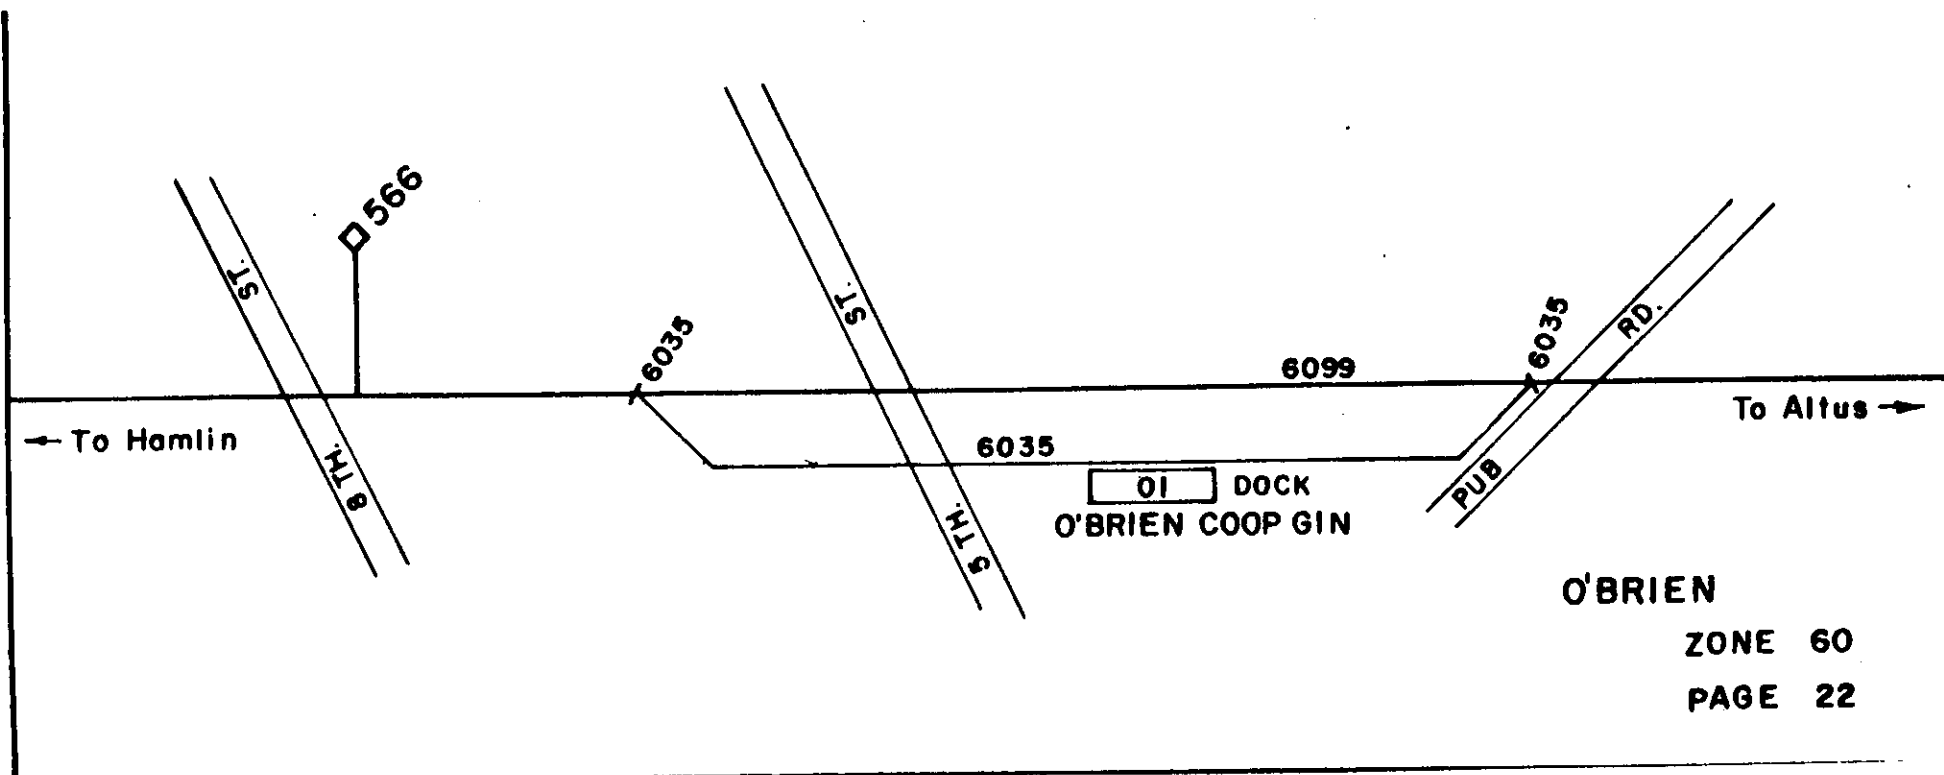 566
ST.
8 TH.
6035
ST.
5 TH.
6099
6035
RD.
PUB
← To Hamlin
To Altus →
6035
01 DOCK
O'BRIEN COOP GIN
O'BRIEN
ZONE 60
PAGE 22